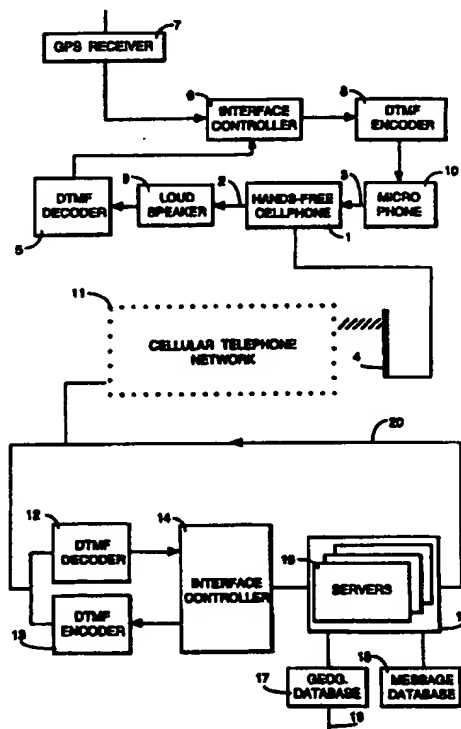 7
GPS RECEIVER
6
INTERFACE
CONTROLLER
8
DTMF
ENCODER
DTMF
DECODER
5
9
LOUD
SPEAKER
2
HANDS-FREE
CELLPHONE
1
3
MICRO
PHONE
10
11
CELLULAR TELEPHONE
NETWORK
4
20
12
DTMF
DECODER
14
INTERFACE
CONTROLLER
DTMF
ENCODER
13
16
SERVERS
GEOG.
DATABASE
17
MESSAGE
DATABASE
18
19